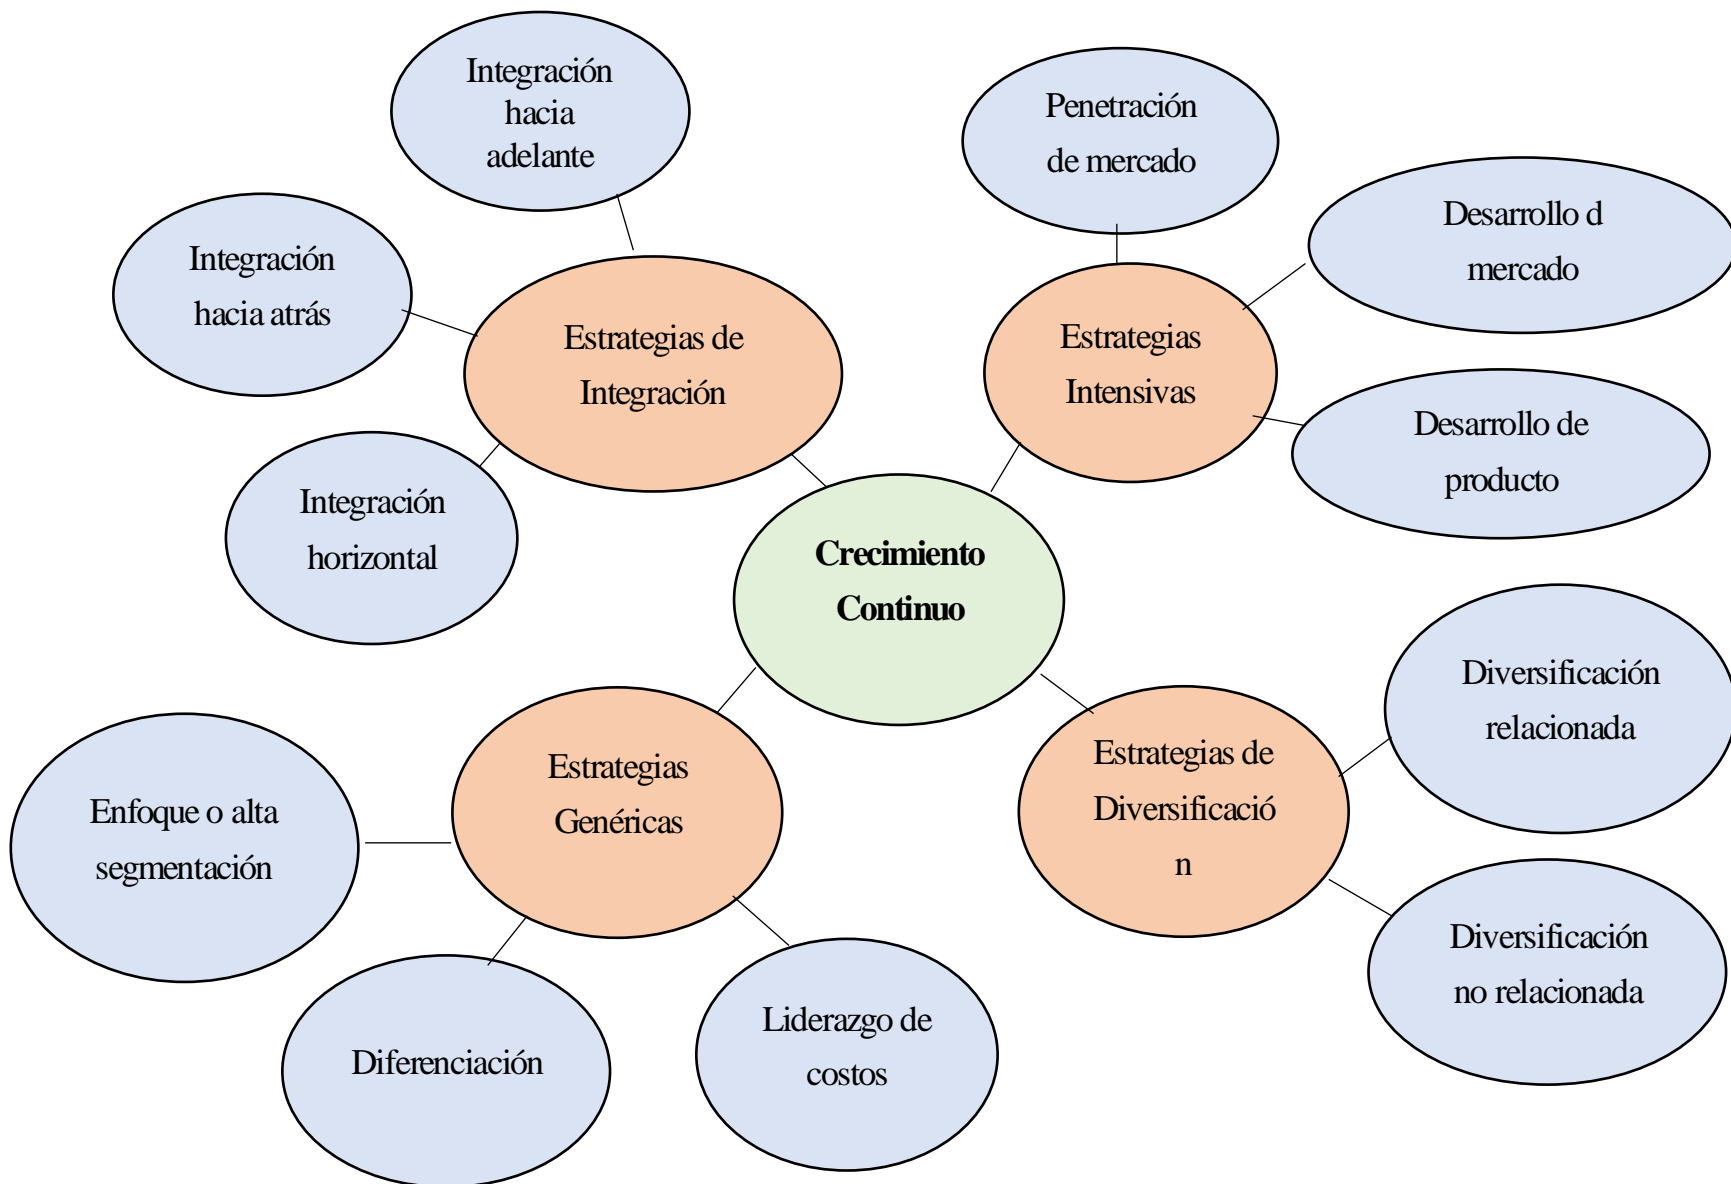 Integración
hacia
adelante
Penetración
de mercado
Integración
hacia atrás
Desarrollo d
mercado
Estrategias de
Integración
Estrategias
Intensivas
Desarrollo de
producto
Integración
horizontal
Crecimiento
Continuo
Diversificación
relacionada
Estrategias
Genéricas
Estrategias de
Diversificació
n
Enfoque o alta
segmentación
Diversificación
no relacionada
Diferenciación
Liderazgo de
costos